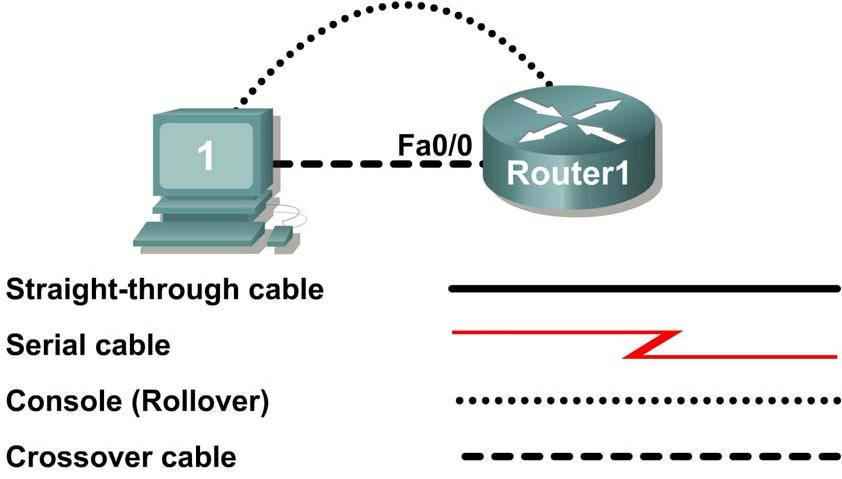 Fa0/0
1
Router1
Straight-through cable
Serial cable
Console (Rollover)
Crossover cable